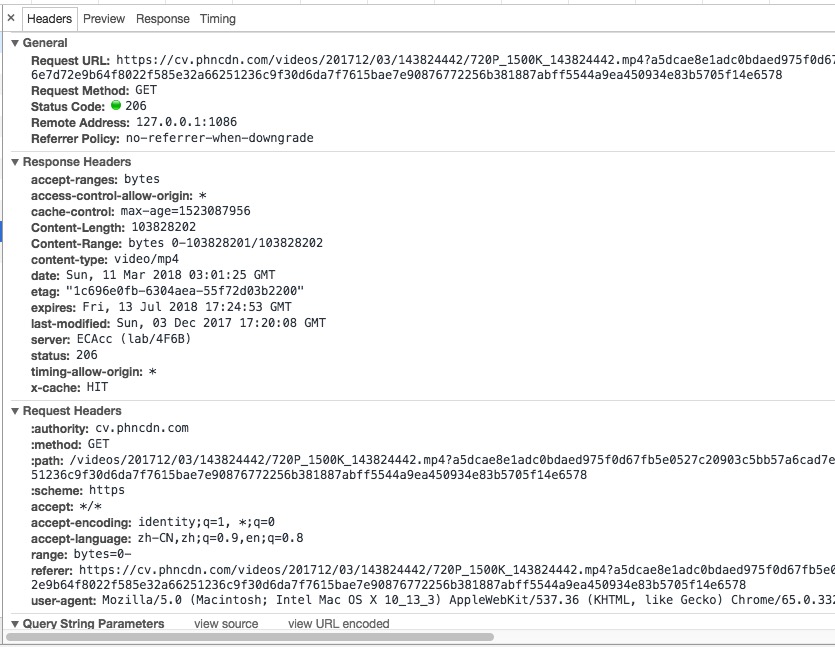 × Headers Preview Response Timing
▼ General
Request URL: https://cv.phncdn.com/videos/201712/03/143824442/720P_1500K_143824442.mp4?a5dcae8e1adc0bdaed975f0d67
6e7d72e9b64f8022f585e32a66251236c9f30d6da7f7615bae7e90876772256b381887abff5544a9ea450934e83b5705f14e6578
Request Method: GET
Status Code: 206
Remote Address: 127.0.0.1:1086
Referrer Policy: no-referrer-when-downgrade
▼ Response Headers
accept-ranges: bytes
access-control-allow-origin: *
cache-control: max-age=1523087956
Content-Length: 103828202
Content-Range: bytes 0-103828201/103828202
content-type: video/mp4
date: Sun, 11 Mar 2018 03:01:25 GMT
etag: "1c696e0fb-6304aea-55f72d03b2200"
expires: Fri, 13 Jul 2018 17:24:53 GMT
last-modified: Sun, 03 Dec 2017 17:20:08 GMT
server: ECAcc (lab/4F6B)
status: 206
timing-allow-origin: *
x-cache: HIT
▼ Request Headers
:authority: cv.phncdn.com
:method: GET
:path: /videos/201712/03/143824442/720P_1500K_143824442.mp4?a5dcae8e1adc0bdaed975f0d67fb5e0527c20903c5bb57a6cad7e
51236c9f30d6da7f7615bae7e90876772256b381887abff5544a9ea450934e83b5705f14e6578
:scheme: https
accept: */*
accept-encoding: identity;q=1, *;q=0
accept-language: zh-CN,zh;q=0.9,en;q=0.8
range: bytes=0-
referer: https://cv.phncdn.com/videos/201712/03/143824442/720P_1500K_143824442.mp4?a5dcae8e1adc0bdaed975f0d67fb5e0
2e9b64f8022f585e32a66251236c9f30d6da7f7615bae7e90876772256b381887abff5544a9ea450934e83b5705f14e6578
user-agent: Mozilla/5.0 (Macintosh; Intel Mac OS X 10_13_3) AppleWebKit/537.36 (KHTML, like Gecko) Chrome/65.0.332
▼ Query String Parameters view source view URL encoded